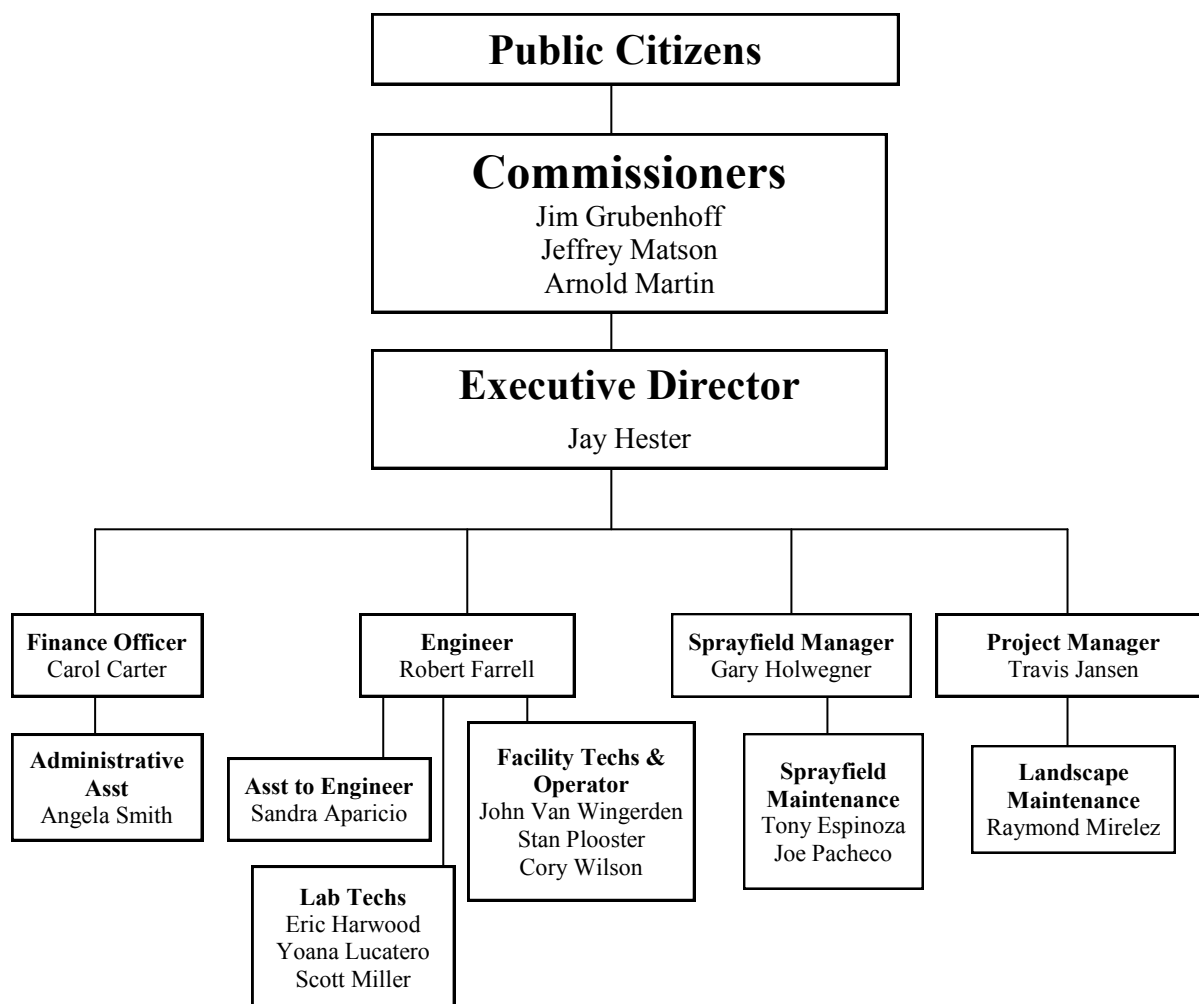 Public Citizens
Commissioners
Jim Grubenhoff
Jeffrey Matson
Arnold Martin
Executive Director
Jay Hester
Finance Officer
Carol Carter
Engineer
Robert Farrell
Sprayfield Manager
Gary Holwegner
Project Manager
Travis Jansen
Administrative
Asst
Angela Smith
Asst to Engineer
Sandra Aparicio
Facility Techs &
Operator
John Van Wingerden
Stan Plooster
Cory Wilson
Sprayfield
Maintenance
Tony Espinoza
Joe Pacheco
Landscape
Maintenance
Raymond Mirelez
Lab Techs
Eric Harwood
Yoana Lucatero
Scott Miller